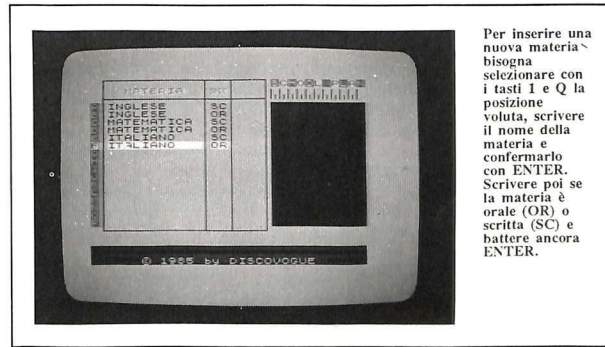 MATERIA
INGLESE SC
INGLESE OR
MATEMATICA SC
MATEMATICA OR
ITALIANO SC
ITALIANO OR
© 1985 by DISCOVOGUE
Per inserire una
nuova materia
bisogna
selezionare con
i tasti 1 e Q la
posizione
voluta, scrivere
il nome della
materia e
confermarlo
con ENTER.
Scrivere poi se
la materia è
orale (OR) o
scritta (SC) e
battere ancora
ENTER.